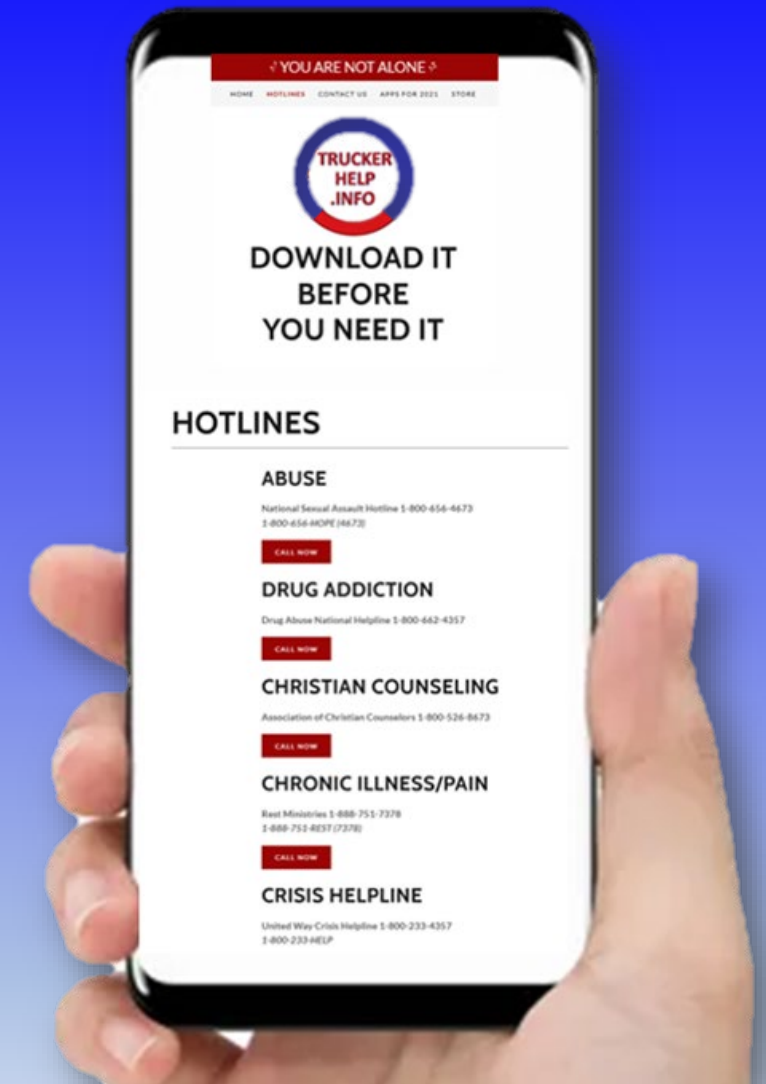 YOU ARE NOT ALONE
HOME HOTLINES CONTACT US APPS FOR 2021 STORE
TRUCKER
HELP
.INFO
DOWNLOAD IT
BEFORE
YOU NEED IT
HOTLINES
ABUSE
National Sexual Assault Hotline 1-800-656-4673
1-800-656-HOPE (4673)
CALL NOW
DRUG ADDICTION
Drug Abuse National Helpline 1-800-662-4357
CALL NOW
CHRISTIAN COUNSELING
Association of Christian Counselors 1-800-526-8673
CALL NOW
CHRONIC ILLNESS/PAIN
Rest Ministries 1-888-751-7378
1-888-751-REST (7378)
CALL NOW
CRISIS HELPLINE
United Way Crisis Helpline 1-800-233-4357
1-800-233-HELP